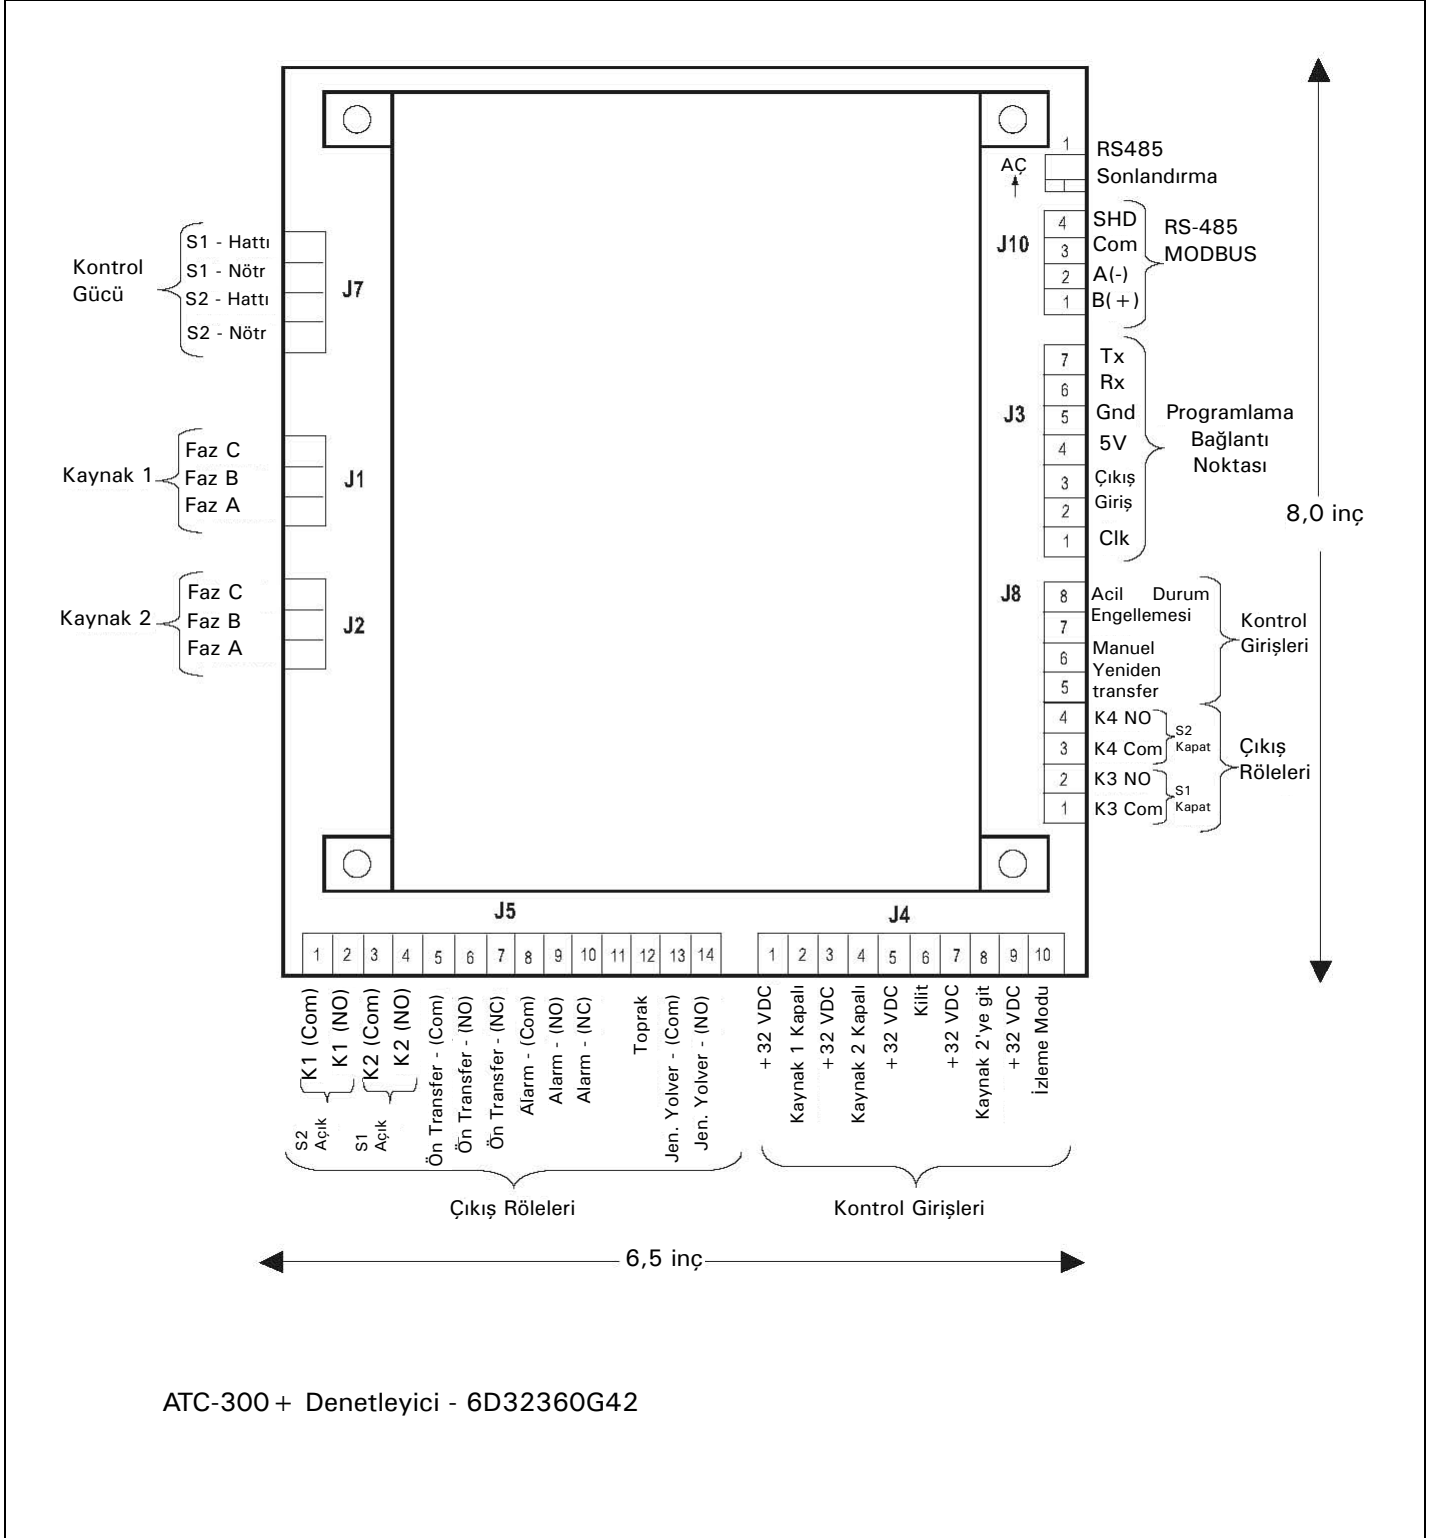 1
RS485
Sonlandırma
AÇ
J10
4
SHD
3
Com
2
A(-)
1
B(+)
RS-485
MODBUS
Kontrol
Gücü
S1 - Hattı
S1 - Nötr
S2 - Hattı
S2 - Nötr
J7
J3
7
Tx
6
Rx
5
Gnd
4
5V
3
Çıkış
2
Giriş
1
Clk
Programlama
Bağlantı
Noktası
8,0 inç
Kaynak 1
Faz C
Faz B
Faz A
J1
Kaynak 2
Faz C
Faz B
Faz A
J2
J8
8
Acil Durum
Engellemesi
7
6
Manuel
Yeniden
5
transfer
Kontrol
Girişleri
4
K4 NO
3
K4 Com
S2
Kapat
2
K3 NO
1
K3 Com
S1
Kapat
Çıkış
Röleleri
J5
J4
1 2 3 4 5 6 7 8 9 10 11 12 13 14
1 2 3 4 5 6 7 8 9 10
K1 (Com)
K1 (NO)
K2 (Com)
K2 (NO)
Ön Transfer - (Com)
Ön Transfer - (NO)
Ön Transfer - (NC)
Alarm - (Com)
Alarm - (NO)
Alarm - (NC)
Toprak
Jen. Yolver - (Com)
Jen. Yolver - (NO)
S2
Açık
S1
Açık
+32 VDC
Kaynak 1 Kapalı
+32 VDC
Kaynak 2 Kapalı
+32 VDC
Kilit
+32 VDC
Kaynak 2'ye git
+32 VDC
İzleme Modu
Çıkış Röleleri
Kontrol Girişleri
6,5 inç
ATC-300+ Denetleyici - 6D32360G42